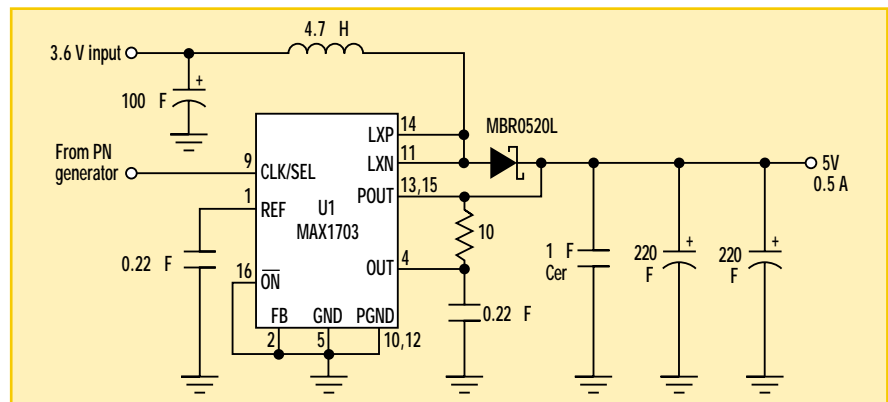 4.7 H
3.6 V input
+
100 F
14
LXP
MBR0520L
From PN
generator
9
CLK/SEL
11
LXN
5V
0.5 A
1
REF
U1
MAX1703
13,15
POUT
10
0.22 F
16
ON
4
OUT
1 F
Cer
+
220
F
+
220
F
0.22 F
FB
GND
PGND
2
5
10,12